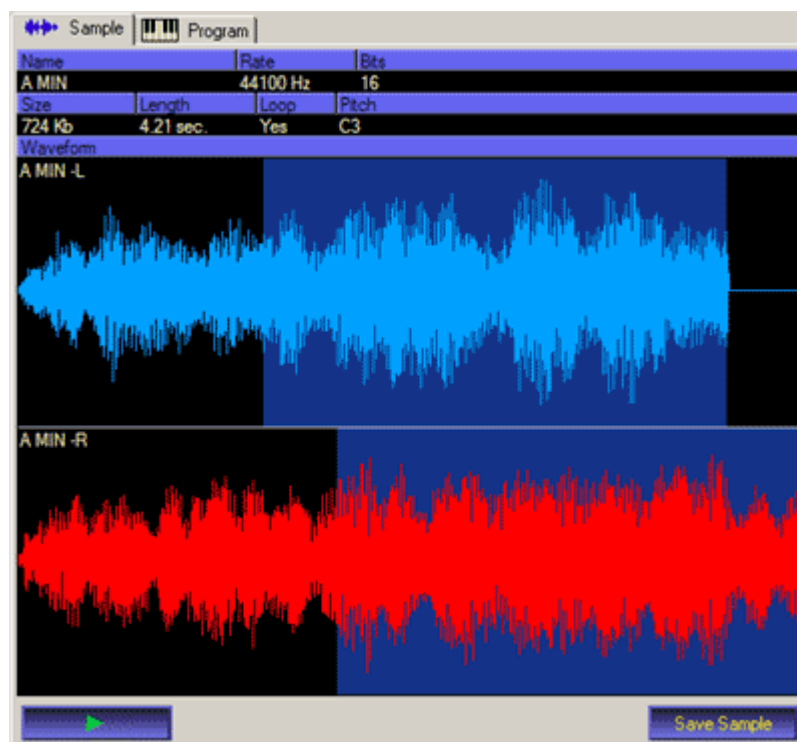 Sample Program
Name Rate Bits
A MIN 44100 Hz 16
Size Length Loop Pitch
724 Kb 4.21 sec. Yes C3
Waveform
A MIN -L
A MIN -R
Save Sample